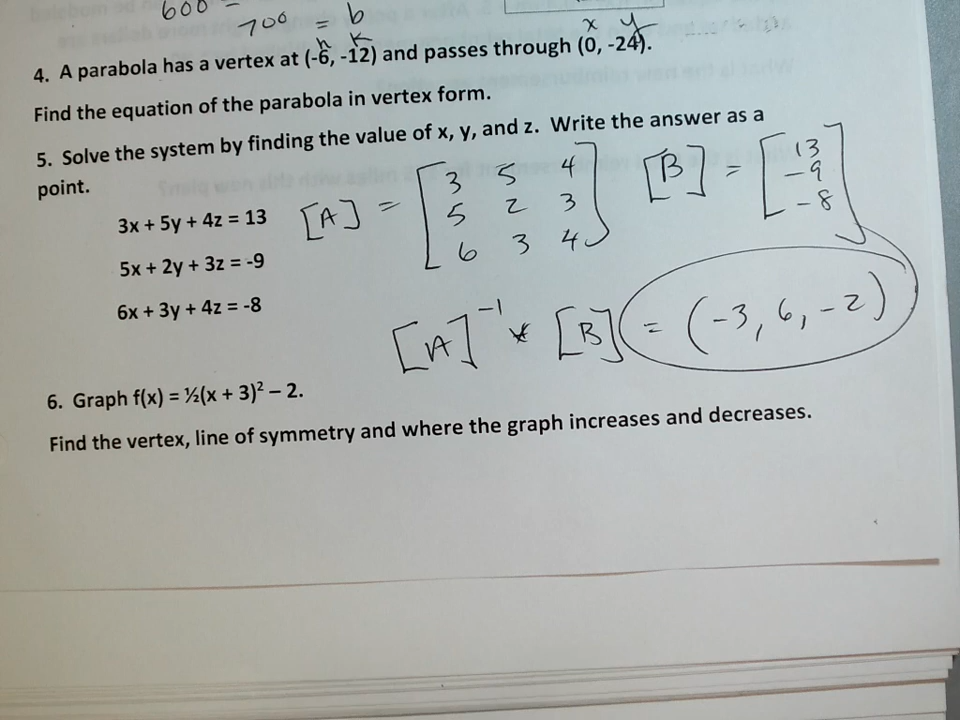 600 =
700 = b
x y
h k
4. A parabola has a vertex at (-6, -12) and passes through (0, -24).
Find the equation of the parabola in vertex form.
5. Solve the system by finding the value of x, y, and z. Write the answer as a
point.
3x + 5y + 4z = 13
5x + 2y + 3z = -9
6x + 3y + 4z = -8
[A] = [3 5 4
5 2 3
6 3 4]
[B] = [13
-9
-8]
[A]⁻¹ * [B] = (-3, 6, -2)
6. Graph f(x) = ½(x + 3)² – 2.
Find the vertex, line of symmetry and where the graph increases and decreases.